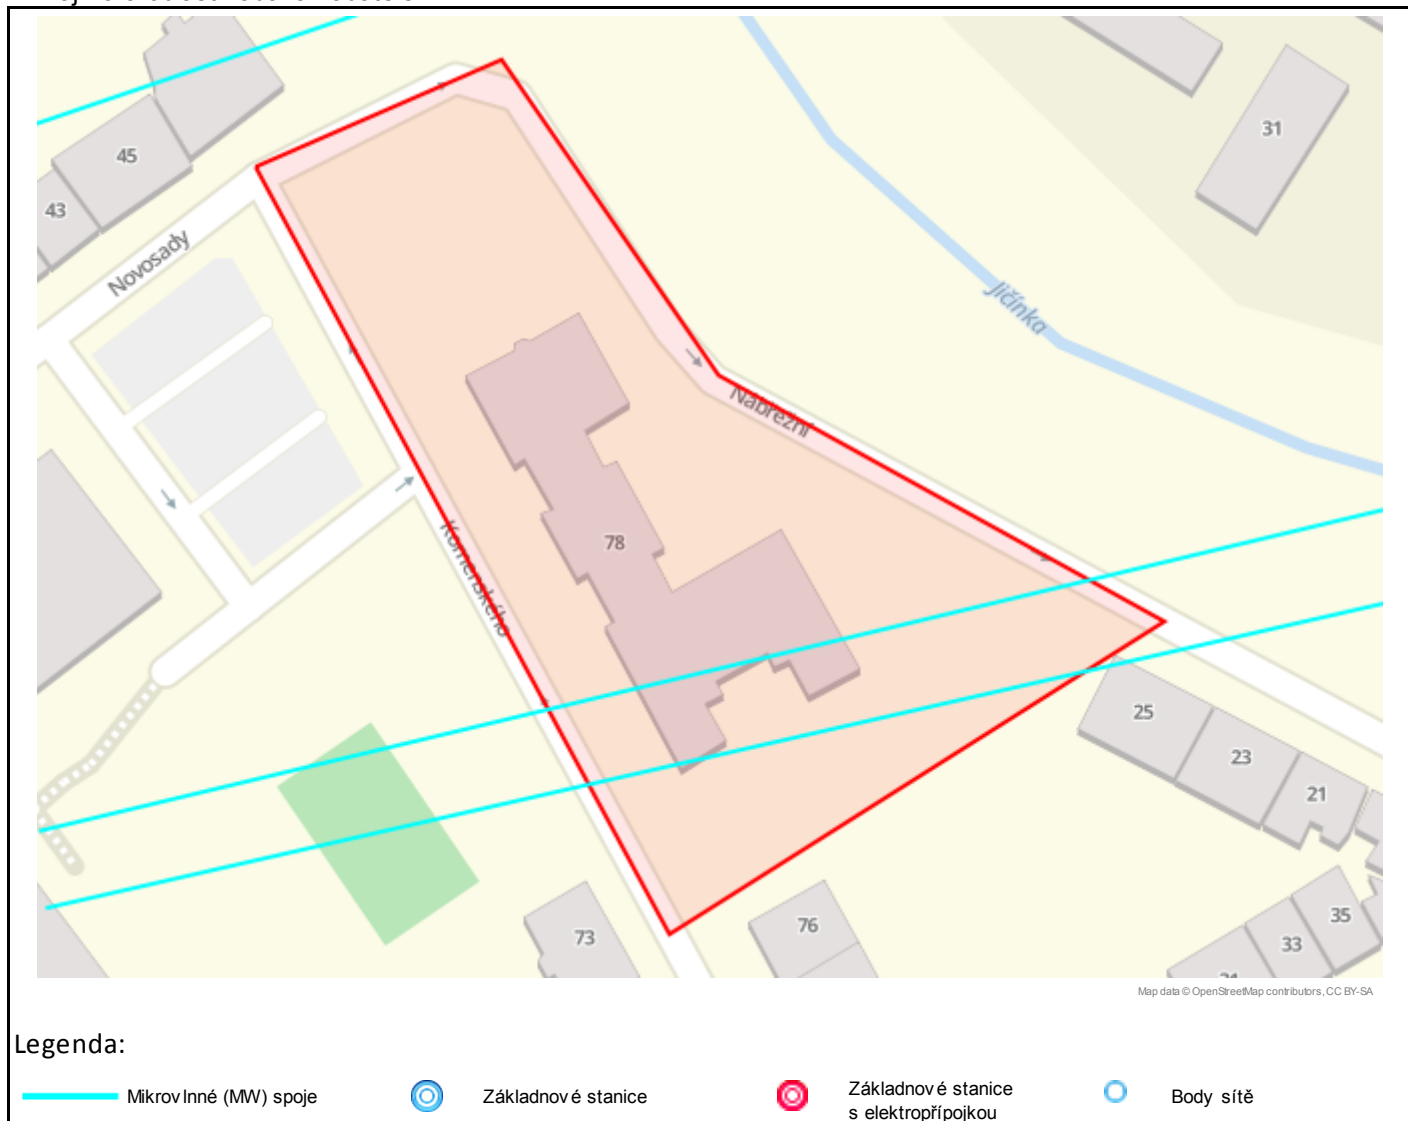 45
31
43
Novosady
Jičínka
Nábřežní
78
Komenského
25
23
21
73
76
35
33
Map data © OpenStreetMap contributors, CC BY-SA
Legenda:
Mikrovlnné (MW) spoje
Základnové stanice
Základnové stanice
s elektropřípojkou
Body sítě